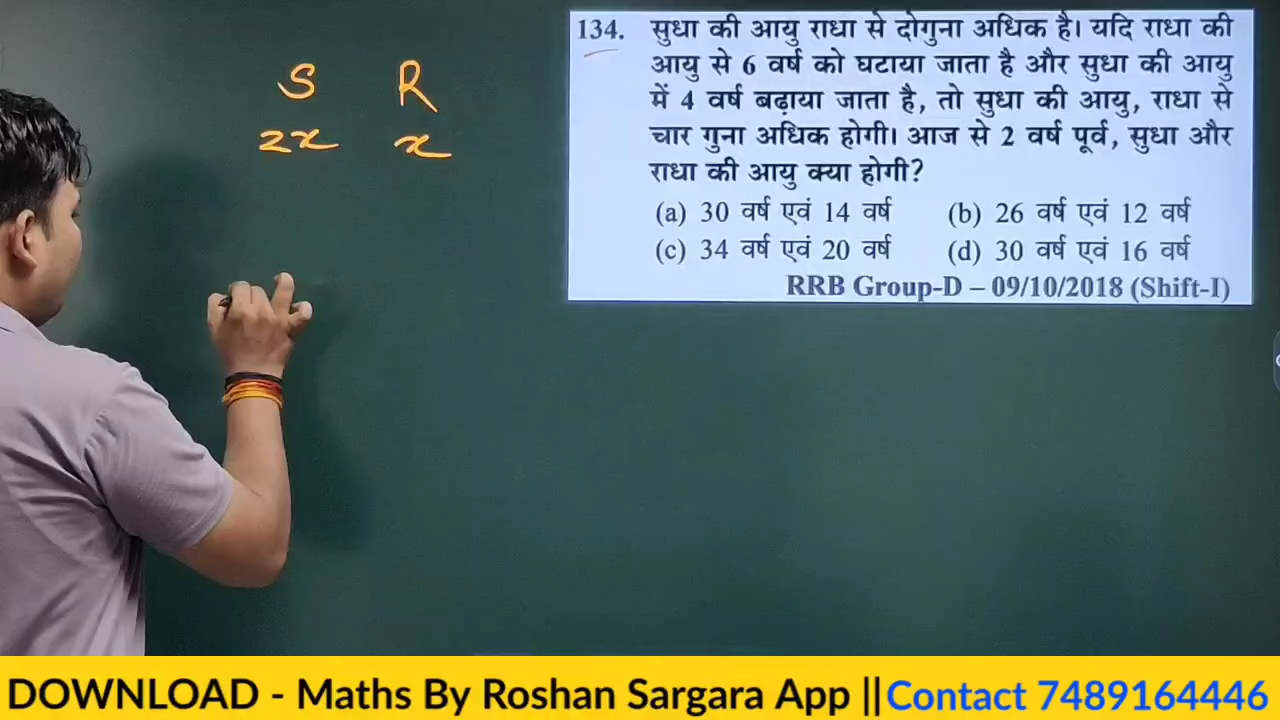 S R
2x x
134. सुधा की आयु राधा से दोगुना अधिक है। यदि राधा की
आयु से 6 वर्ष को घटाया जाता है और सुधा की आयु
में 4 वर्ष बढ़ाया जाता है, तो सुधा की आयु, राधा से
चार गुना अधिक होगी। आज से 2 वर्ष पूर्व, सुधा और
राधा की आयु क्या होगी?
(a) 30 वर्ष एवं 14 वर्ष (b) 26 वर्ष एवं 12 वर्ष
(c) 34 वर्ष एवं 20 वर्ष (d) 30 वर्ष एवं 16 वर्ष
RRB Group-D – 09/10/2018 (Shift-I)
DOWNLOAD - Maths By Roshan Sargara App || Contact 7489164446